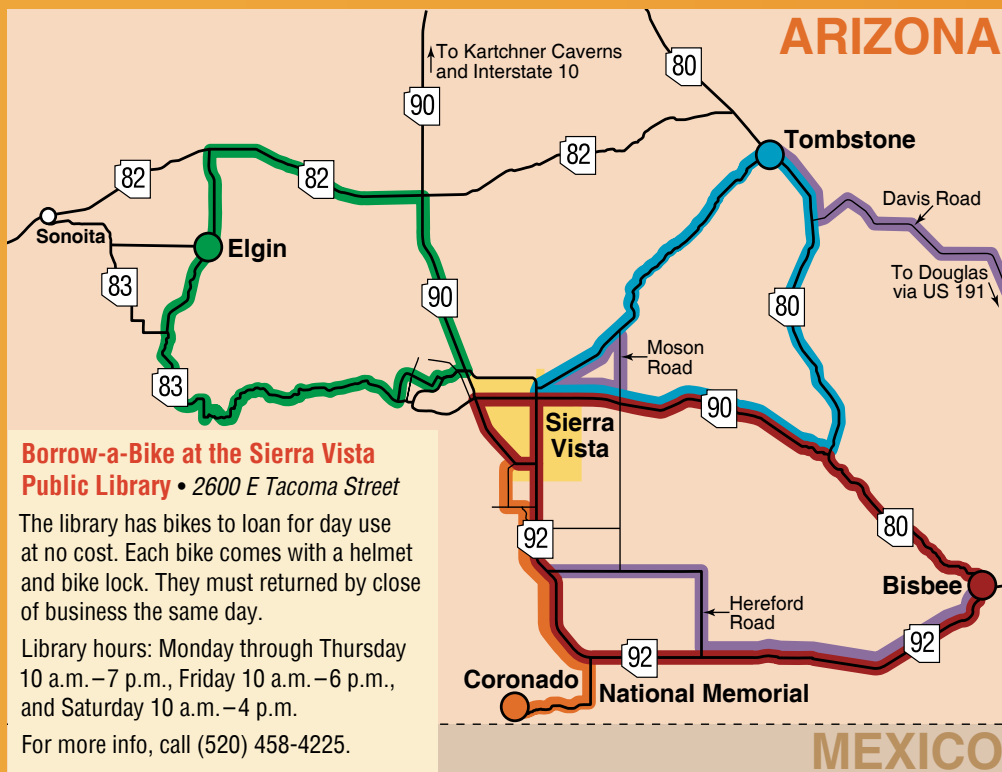 ARIZONA
To Kartchner Caverns
and Interstate 10
80
90
80
Tombstone
82
82
82
Davis Road
Sonoita
Elgin
To Douglas
via US 191
83
90
80
Moson
Road
83
90
Sierra
Vista
Borrow-a-Bike at the Sierra Vista
Public Library • 2600 E Tacoma Street
The library has bikes to loan for day use
at no cost. Each bike comes with a helmet
and bike lock. They must returned by close
of business the same day.
Library hours: Monday through Thursday
10 a.m.–7 p.m., Friday 10 a.m.–6 p.m.,
and Saturday 10 a.m.–4 p.m.
For more info, call (520) 458-4225.
92
80
Bisbee
Hereford
Road
92
92
Coronado National Memorial
MEXICO